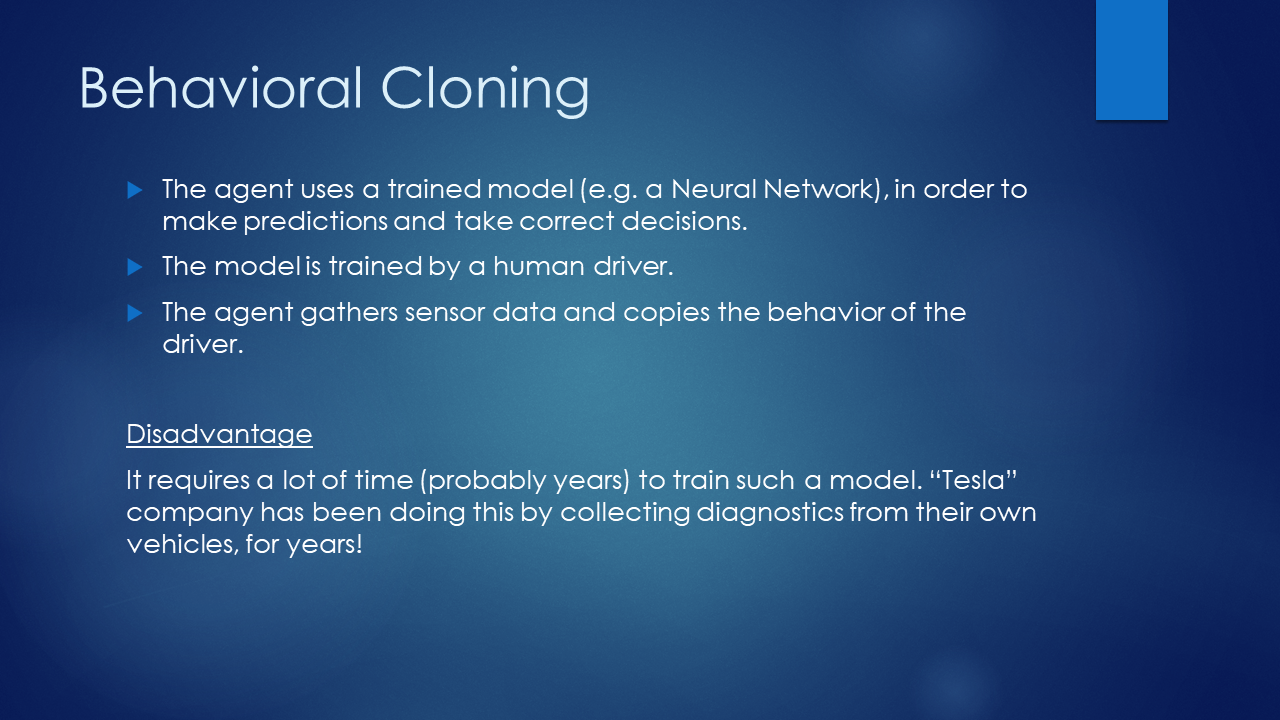 Behavioral Cloning
The agent uses a trained model (e.g. a Neural Network), in order to
make predictions and take correct decisions.
The model is trained by a human driver.
The agent gathers sensor data and copies the behavior of the
driver.
Disadvantage
It requires a lot of time (probably years) to train such a model. “Tesla”
company has been doing this by collecting diagnostics from their own
vehicles, for years!